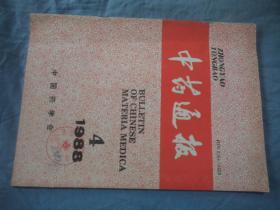 ZHONGYAO
TONGBAO
中药通报
BULLETIN
OF CHINESE
MATERIA MEDICA
4
1988
中国药学会